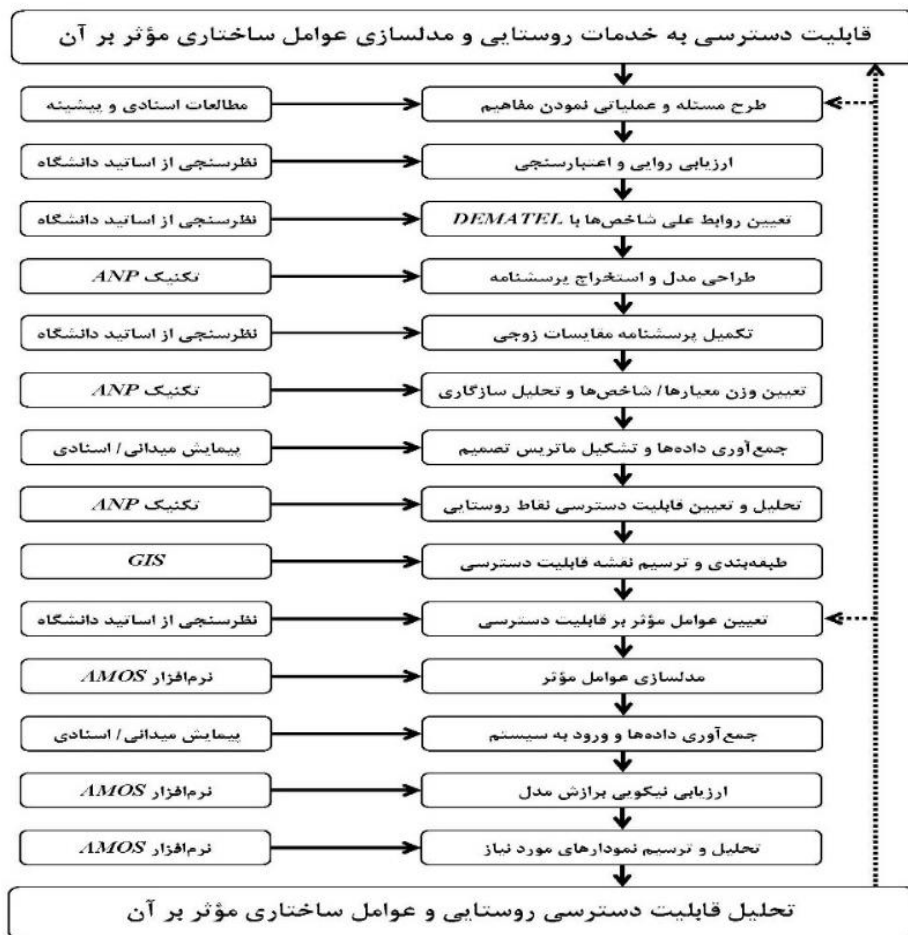 قابلیت دسترسی به خدمات روستایی و مدلسازی عوامل ساختاری مؤثر بر آن
طرح مسئله و عملیاتی نمودن مفاهیم
مطالعات اسنادی و پیشینه
ارزیابی روایی و اعتبارسنجی
نظرسنجی از اساتید دانشگاه
تعیین روابط علی شاخص‌ها با DEMATEL
نظرسنجی از اساتید دانشگاه
طراحی مدل و استخراج پرسشنامه
تکنیک ANP
تکمیل پرسشنامه مقایسات زوجی
نظرسنجی از اساتید دانشگاه
تعیین وزن معیارها/ شاخص‌ها و تحلیل سازگاری
تکنیک ANP
جمع‌آوری داده‌ها و تشکیل ماتریس تصمیم
پیمایش میدانی/ اسنادی
تحلیل و تعیین قابلیت دسترسی نقاط روستایی
تکنیک ANP
طبقه‌بندی و ترسیم نقشه قابلیت دسترسی
GIS
تعیین عوامل مؤثر بر قابلیت دسترسی
نظرسنجی از اساتید دانشگاه
مدلسازی عوامل مؤثر
نرم‌افزار AMOS
جمع‌آوری داده‌ها و ورود به سیستم
پیمایش میدانی/ اسنادی
ارزیابی نیکویی برازش مدل
نرم‌افزار AMOS
تحلیل و ترسیم نمودارهای مورد نیاز
نرم‌افزار AMOS
تحلیل قابلیت دسترسی روستایی و عوامل ساختاری مؤثر بر آن